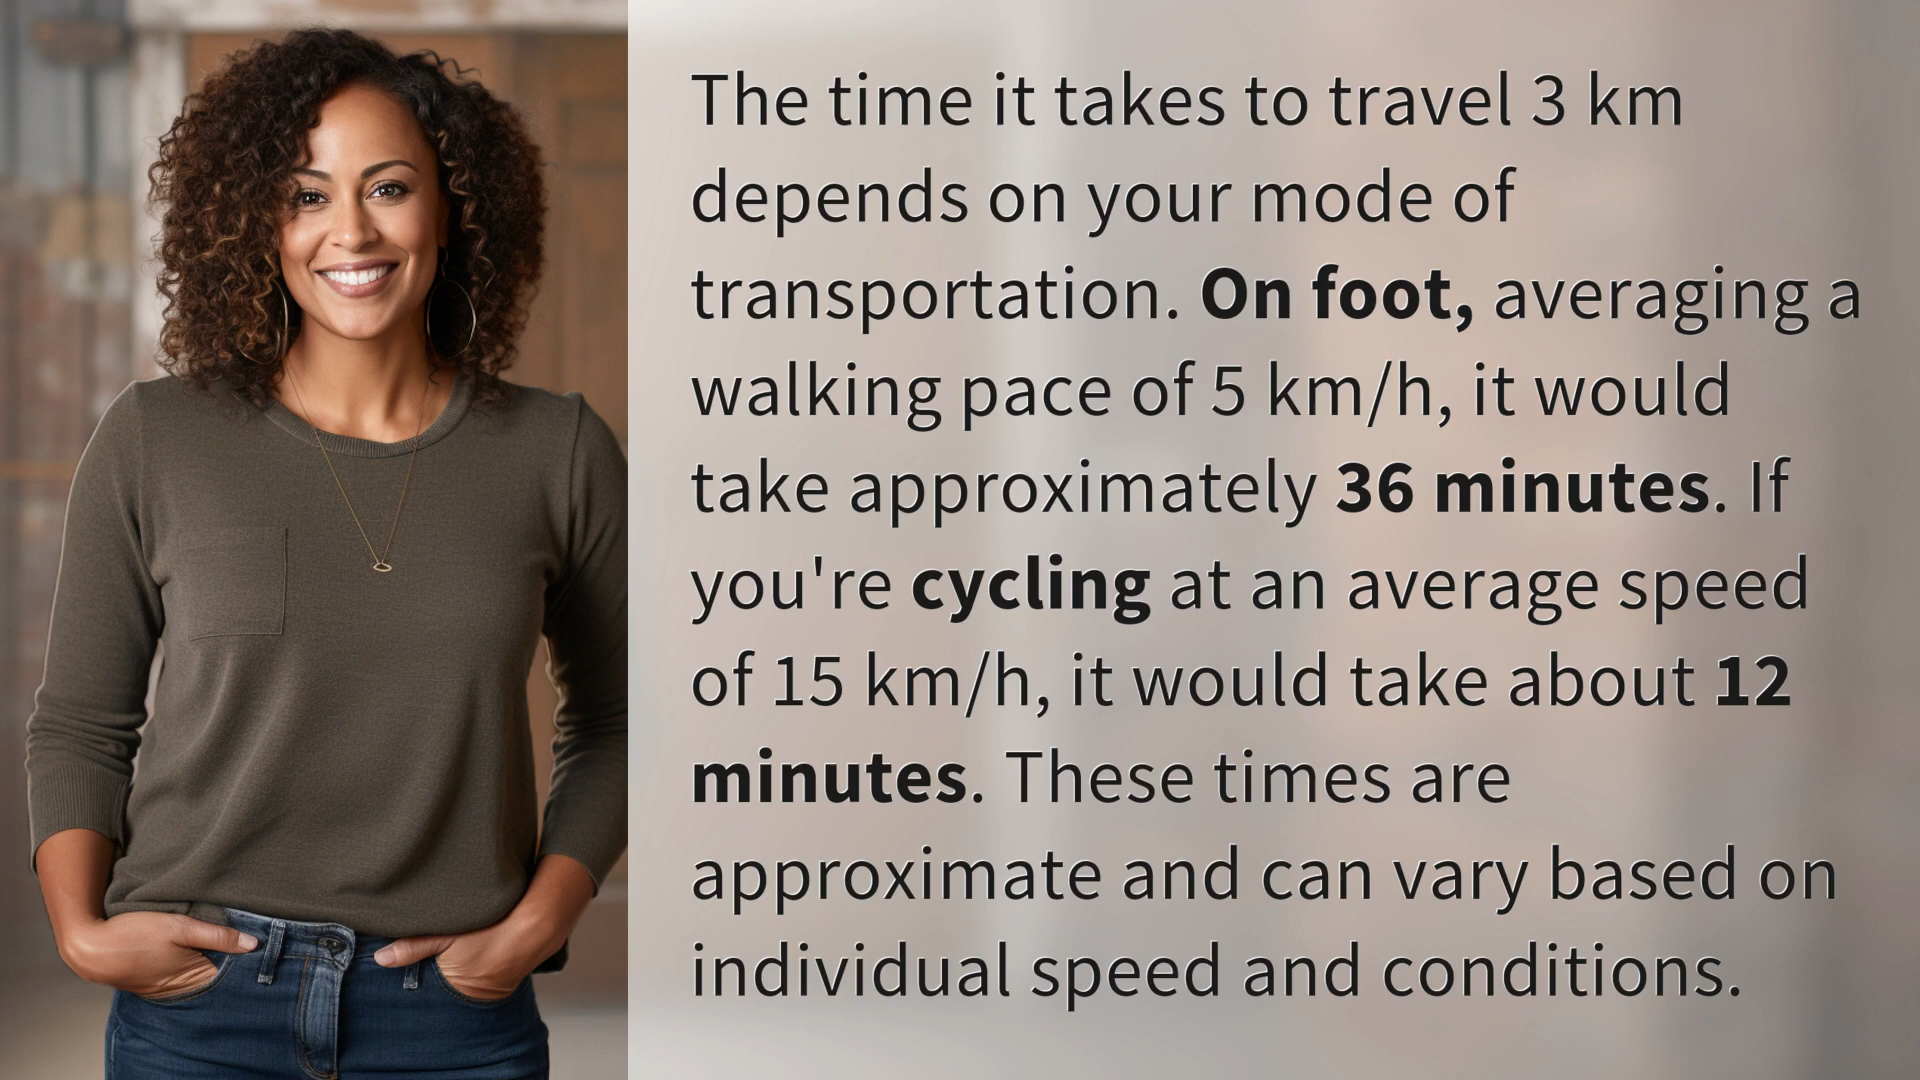 The time it takes to travel 3 km
depends on your mode of
transportation. On foot, averaging a
walking pace of 5 km/h, it would
take approximately 36 minutes. If
you're cycling at an average speed
of 15 km/h, it would take about 12
minutes. These times are
approximate and can vary based on
individual speed and conditions.